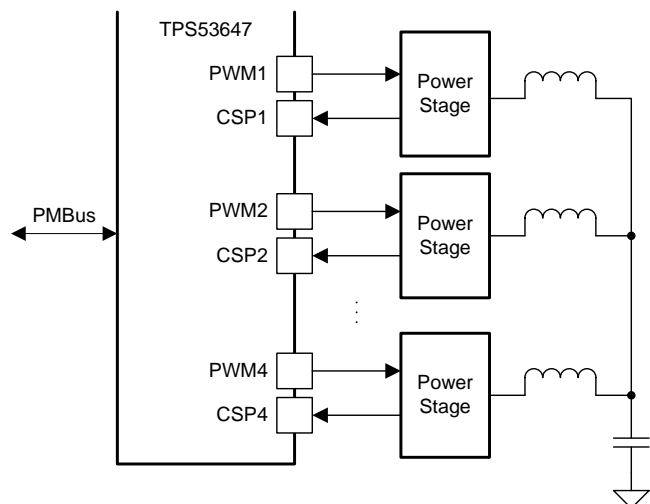 TPS53647
PWM1
CSP1
Power
Stage
PMBus
PWM2
CSP2
Power
Stage
PWM4
CSP4
Power
Stage